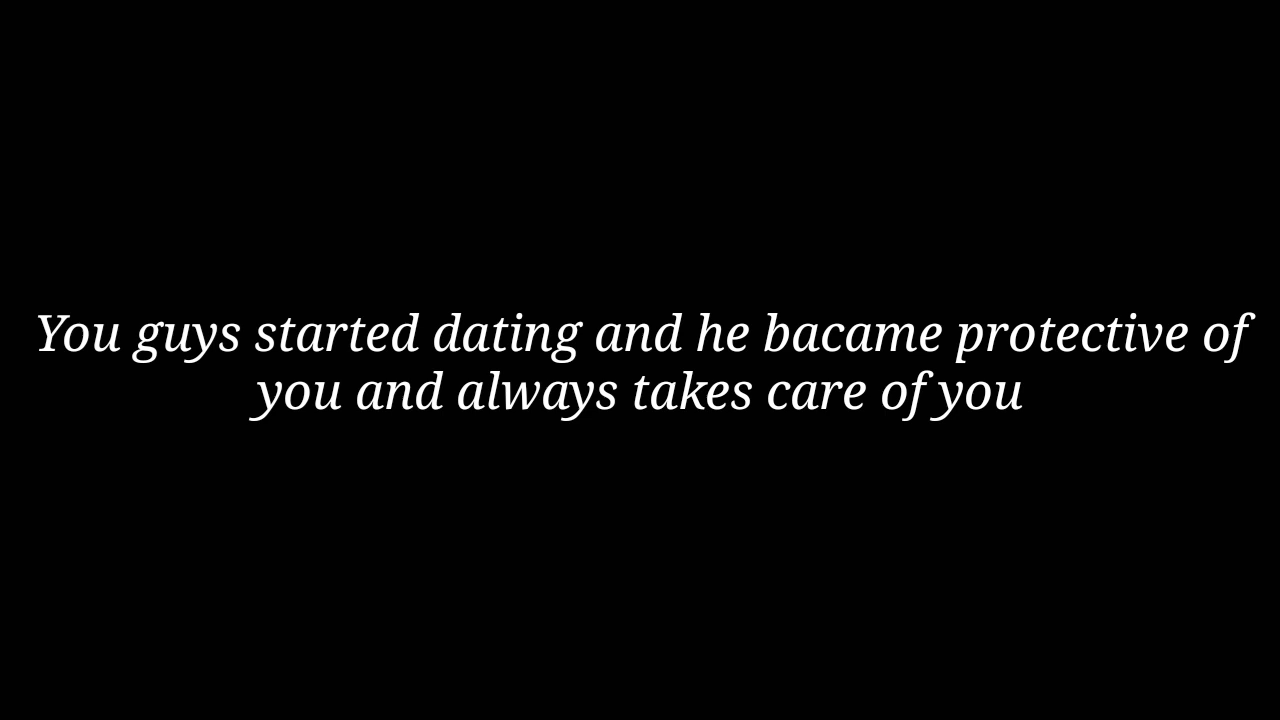 You guys started dating and he bacame protective of
you and always takes care of you